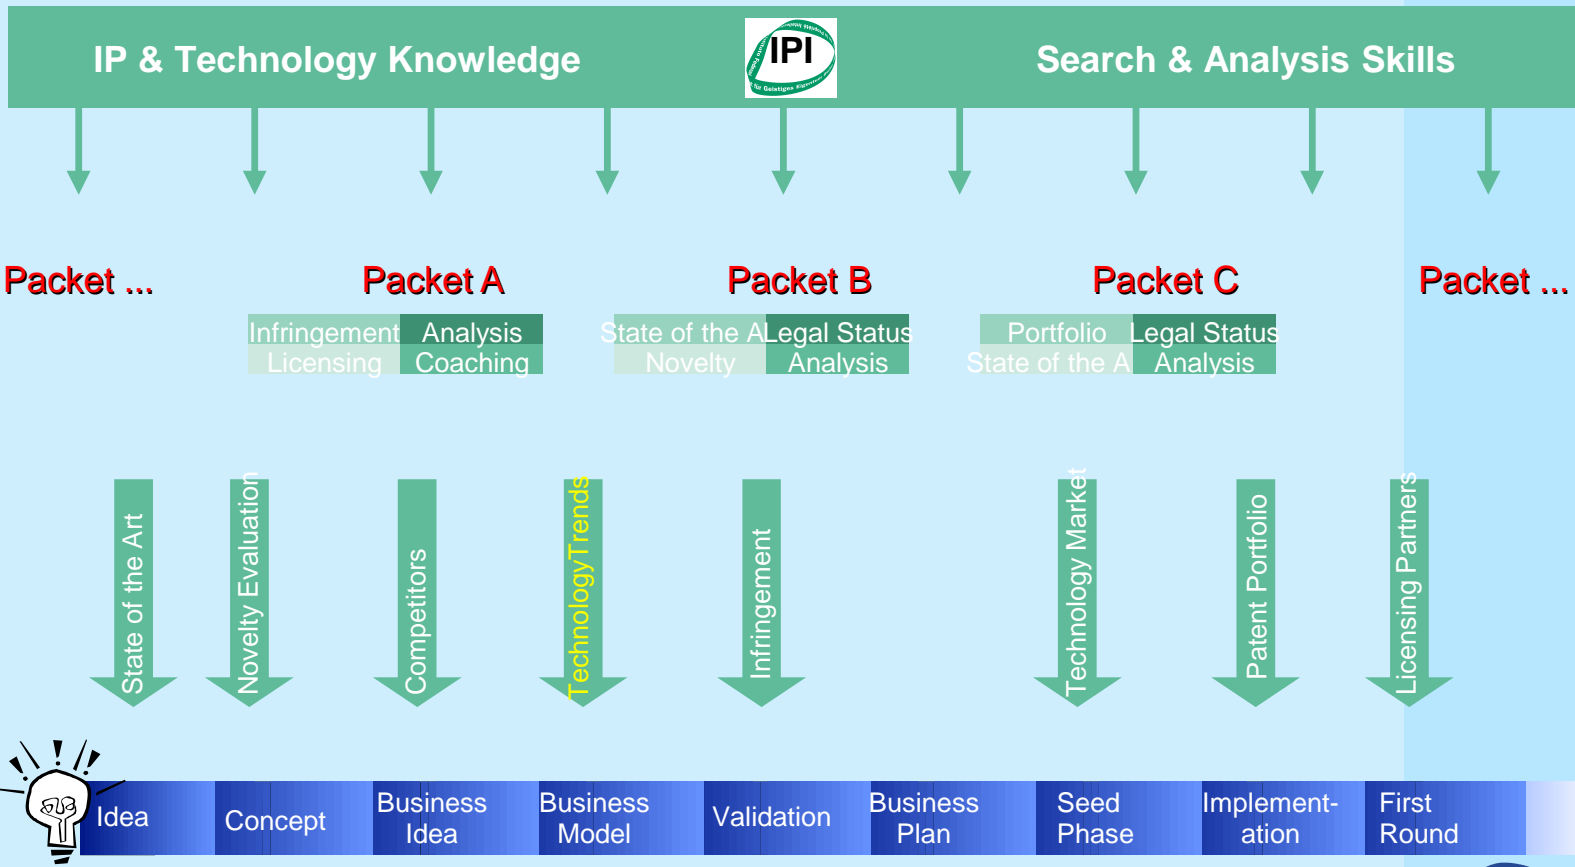 IP & Technology Knowledge
IPI
Search & Analysis Skills
Packet ...
Packet A
Packet B
Packet C
Packet ...
Infringement Analysis
Licensing Coaching
State of the A Legal Status
Novelty Analysis
Portfolio Legal Status
State of the A Analysis
State of the Art
Novelty Evaluation
Competitors
TechnologyTrends
Infringement
Technology Market
Patent Portfolio
Licensing Partners
Idea
Concept
Business
Idea
Business
Model
Validation
Business
Plan
Seed
Phase
Implement-
ation
First
Round